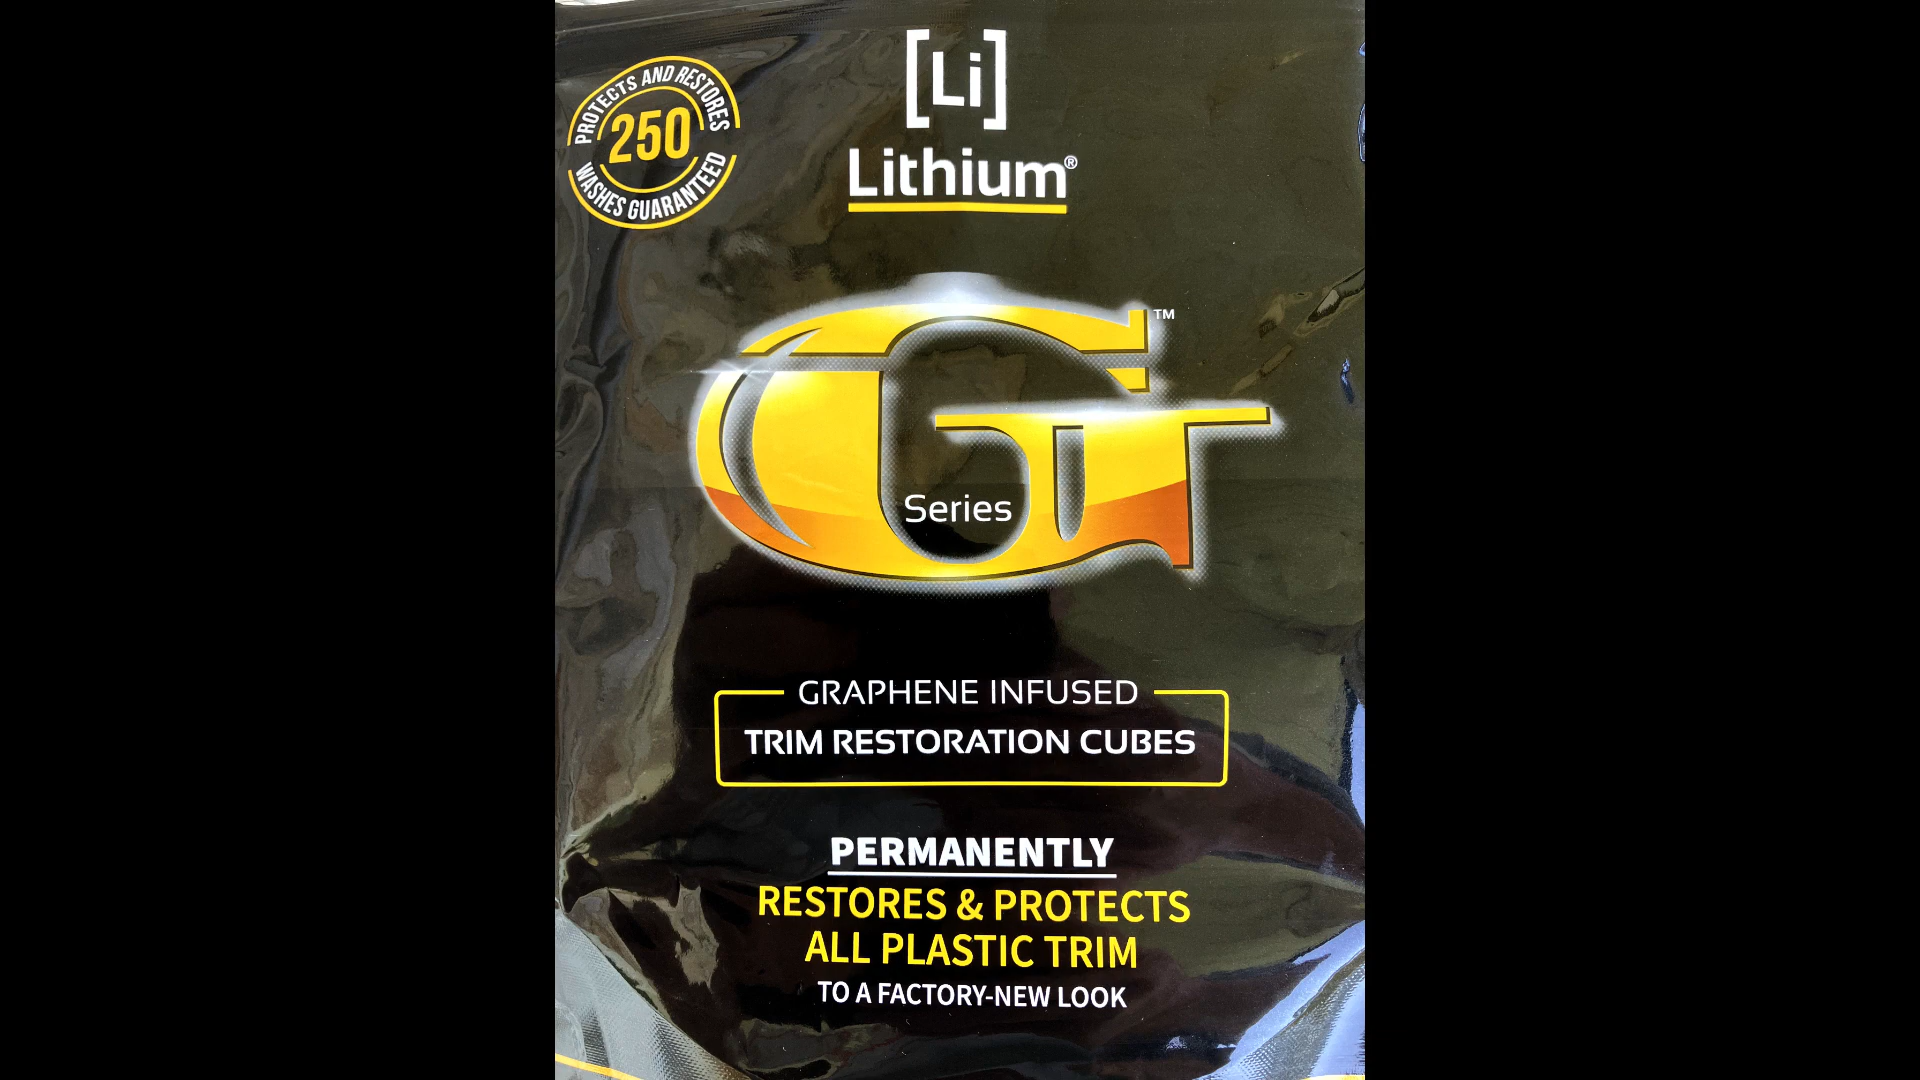 PROTECTS AND RESTORES
250
WASHES GUARANTEED
[Li]
Lithium®
G™
Series
GRAPHENE INFUSED
TRIM RESTORATION CUBES
PERMANENTLY
RESTORES & PROTECTS
ALL PLASTIC TRIM
TO A FACTORY-NEW LOOK